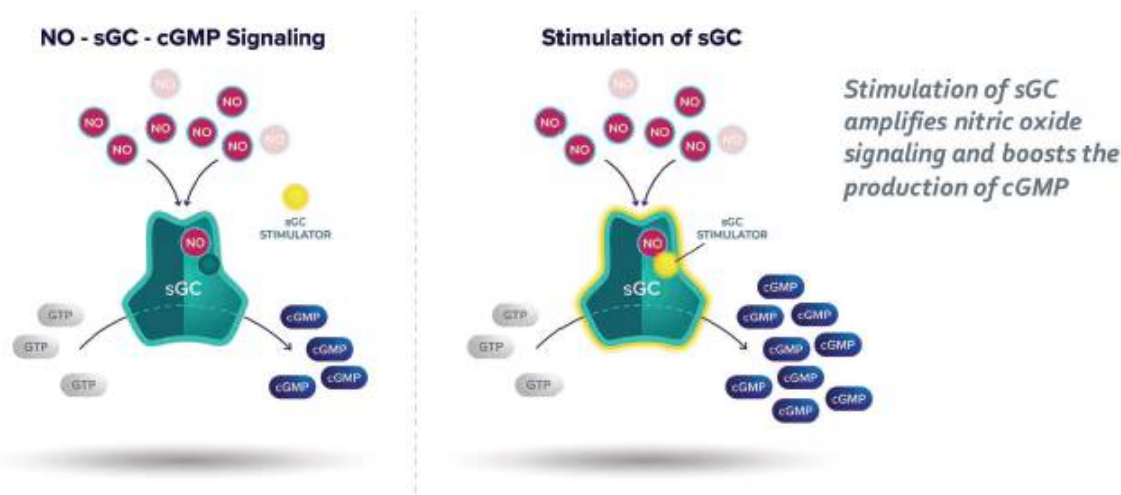 NO - sGC - cGMP Signaling
NO
NO
NO
NO
NO
NO
NO
NO
sGC
STIMULATOR
NO
sGC
GTP
GTP
GTP
cGMP
cGMP
cGMP
cGMP
Stimulation of sGC
NO
NO
NO
NO
NO
NO
NO
NO
sGC
STIMULATOR
NO
sGC
GTP
GTP
GTP
cGMP
cGMP
cGMP
cGMP
cGMP
cGMP
cGMP
cGMP
cGMP
Stimulation of sGC
amplifies nitric oxide
signaling and boosts the
production of cGMP